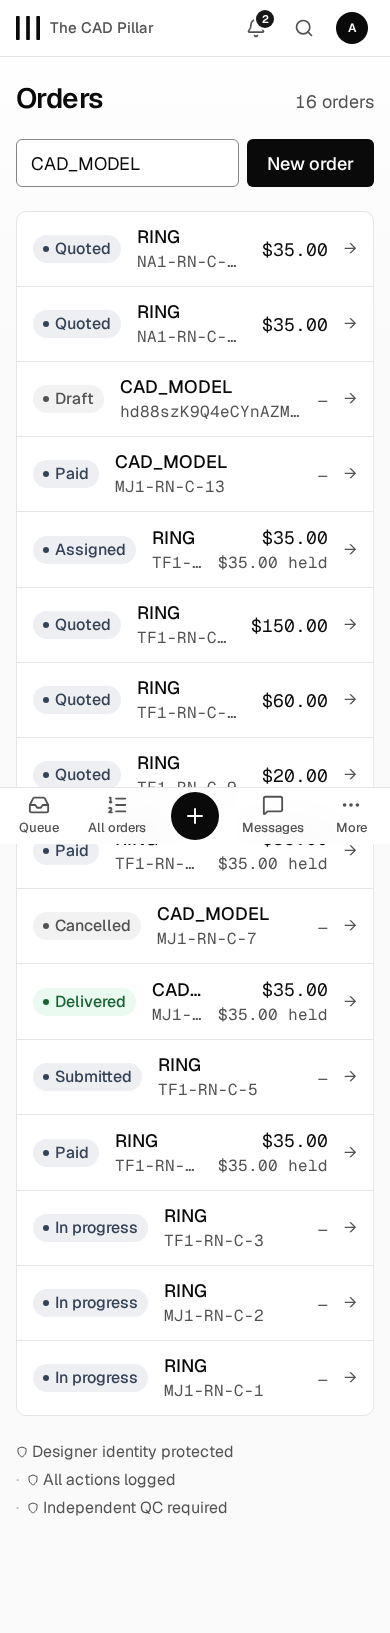 The CAD Pillar
2
A
Orders
16 orders
CAD_MODEL
New order
Quoted
RING
NA1-RN-C-…
$35.00
Quoted
RING
NA1-RN-C-…
$35.00
Draft
CAD_MODEL
hd88szK9Q4eCYnAZM…
—
Paid
CAD_MODEL
MJ1-RN-C-13
—
Assigned
RING
$35.00
TF1-…
$35.00 held
Quoted
RING
TF1-RN-C…
$150.00
Quoted
RING
TF1-RN-C-…
$60.00
Quoted
RING
$20.00
Queue
All orders
Messages
More
Paid
TF1-RN-…
$35.00 held
Cancelled
CAD_MODEL
MJ1-RN-C-7
—
Delivered
CAD…
$35.00
MJ1-…
$35.00 held
Submitted
RING
TF1-RN-C-5
—
Paid
RING
$35.00
TF1-RN-…
$35.00 held
In progress
RING
TF1-RN-C-3
—
In progress
RING
MJ1-RN-C-2
—
In progress
RING
MJ1-RN-C-1
—
Designer identity protected
· All actions logged
· Independent QC required